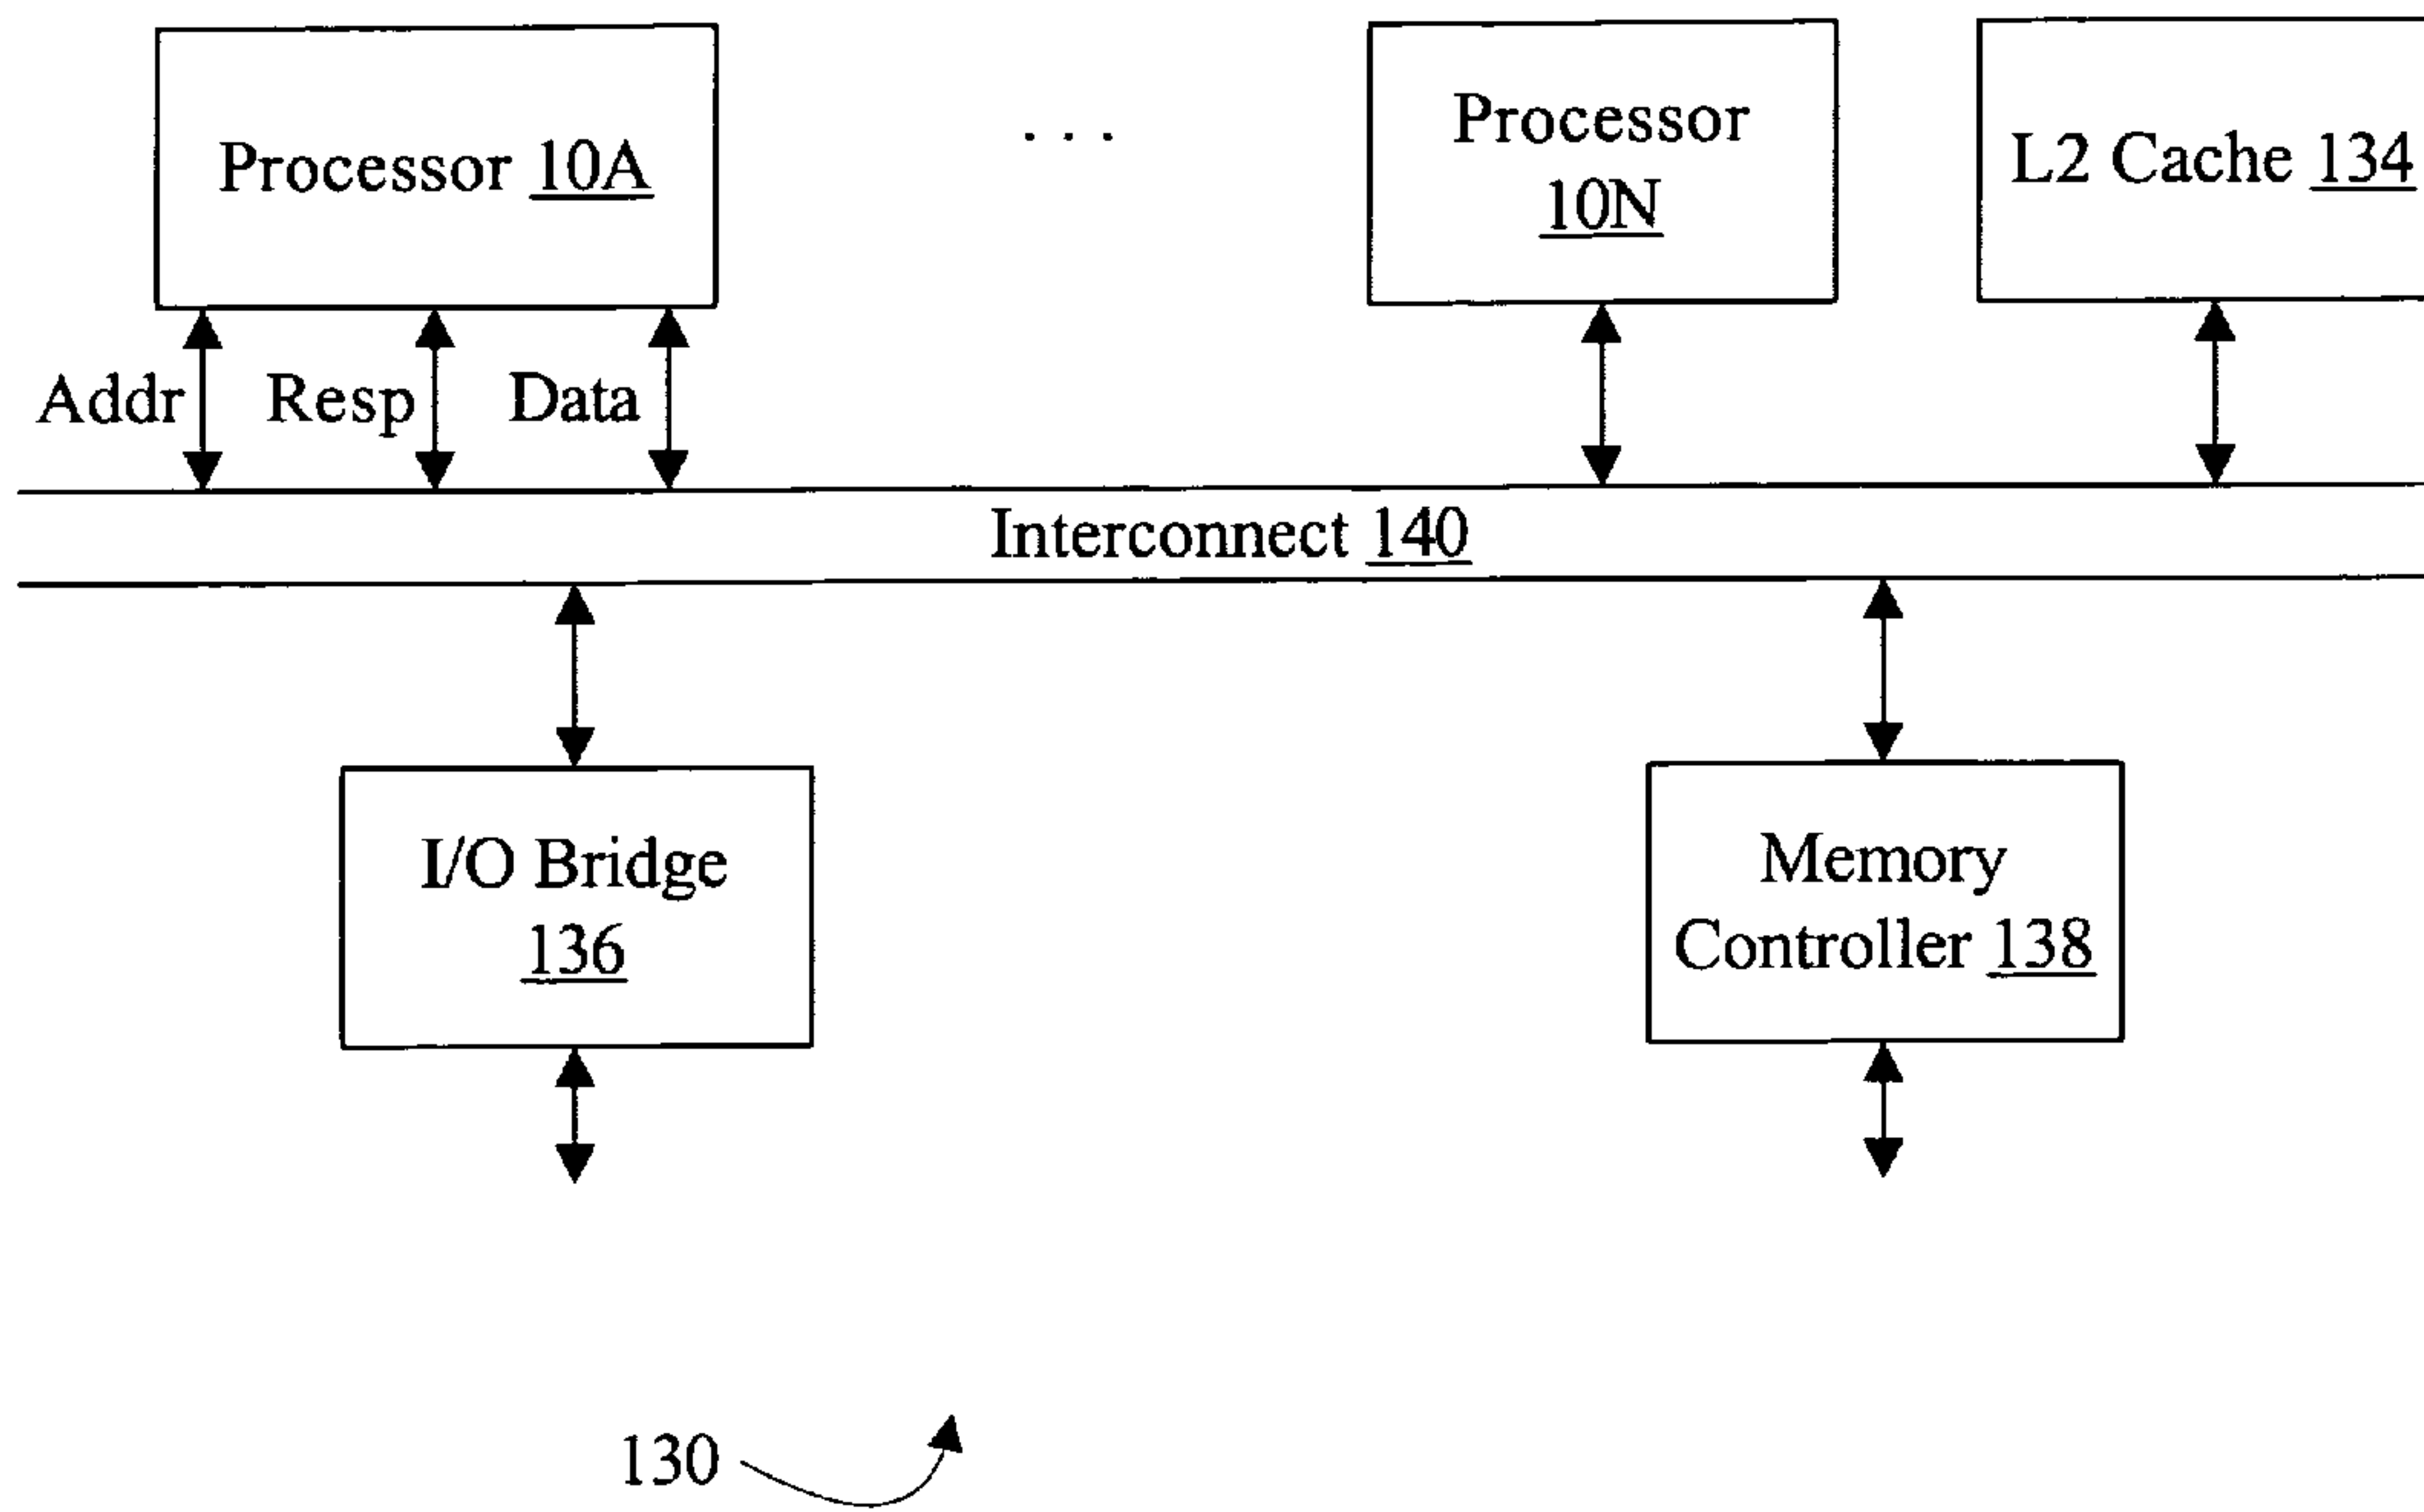 Processor 10A
. . .
Processor
10N
L2 Cache 134
Addr
Resp
Data
Interconnect 140
I/O Bridge
136
Memory
Controller 138
130